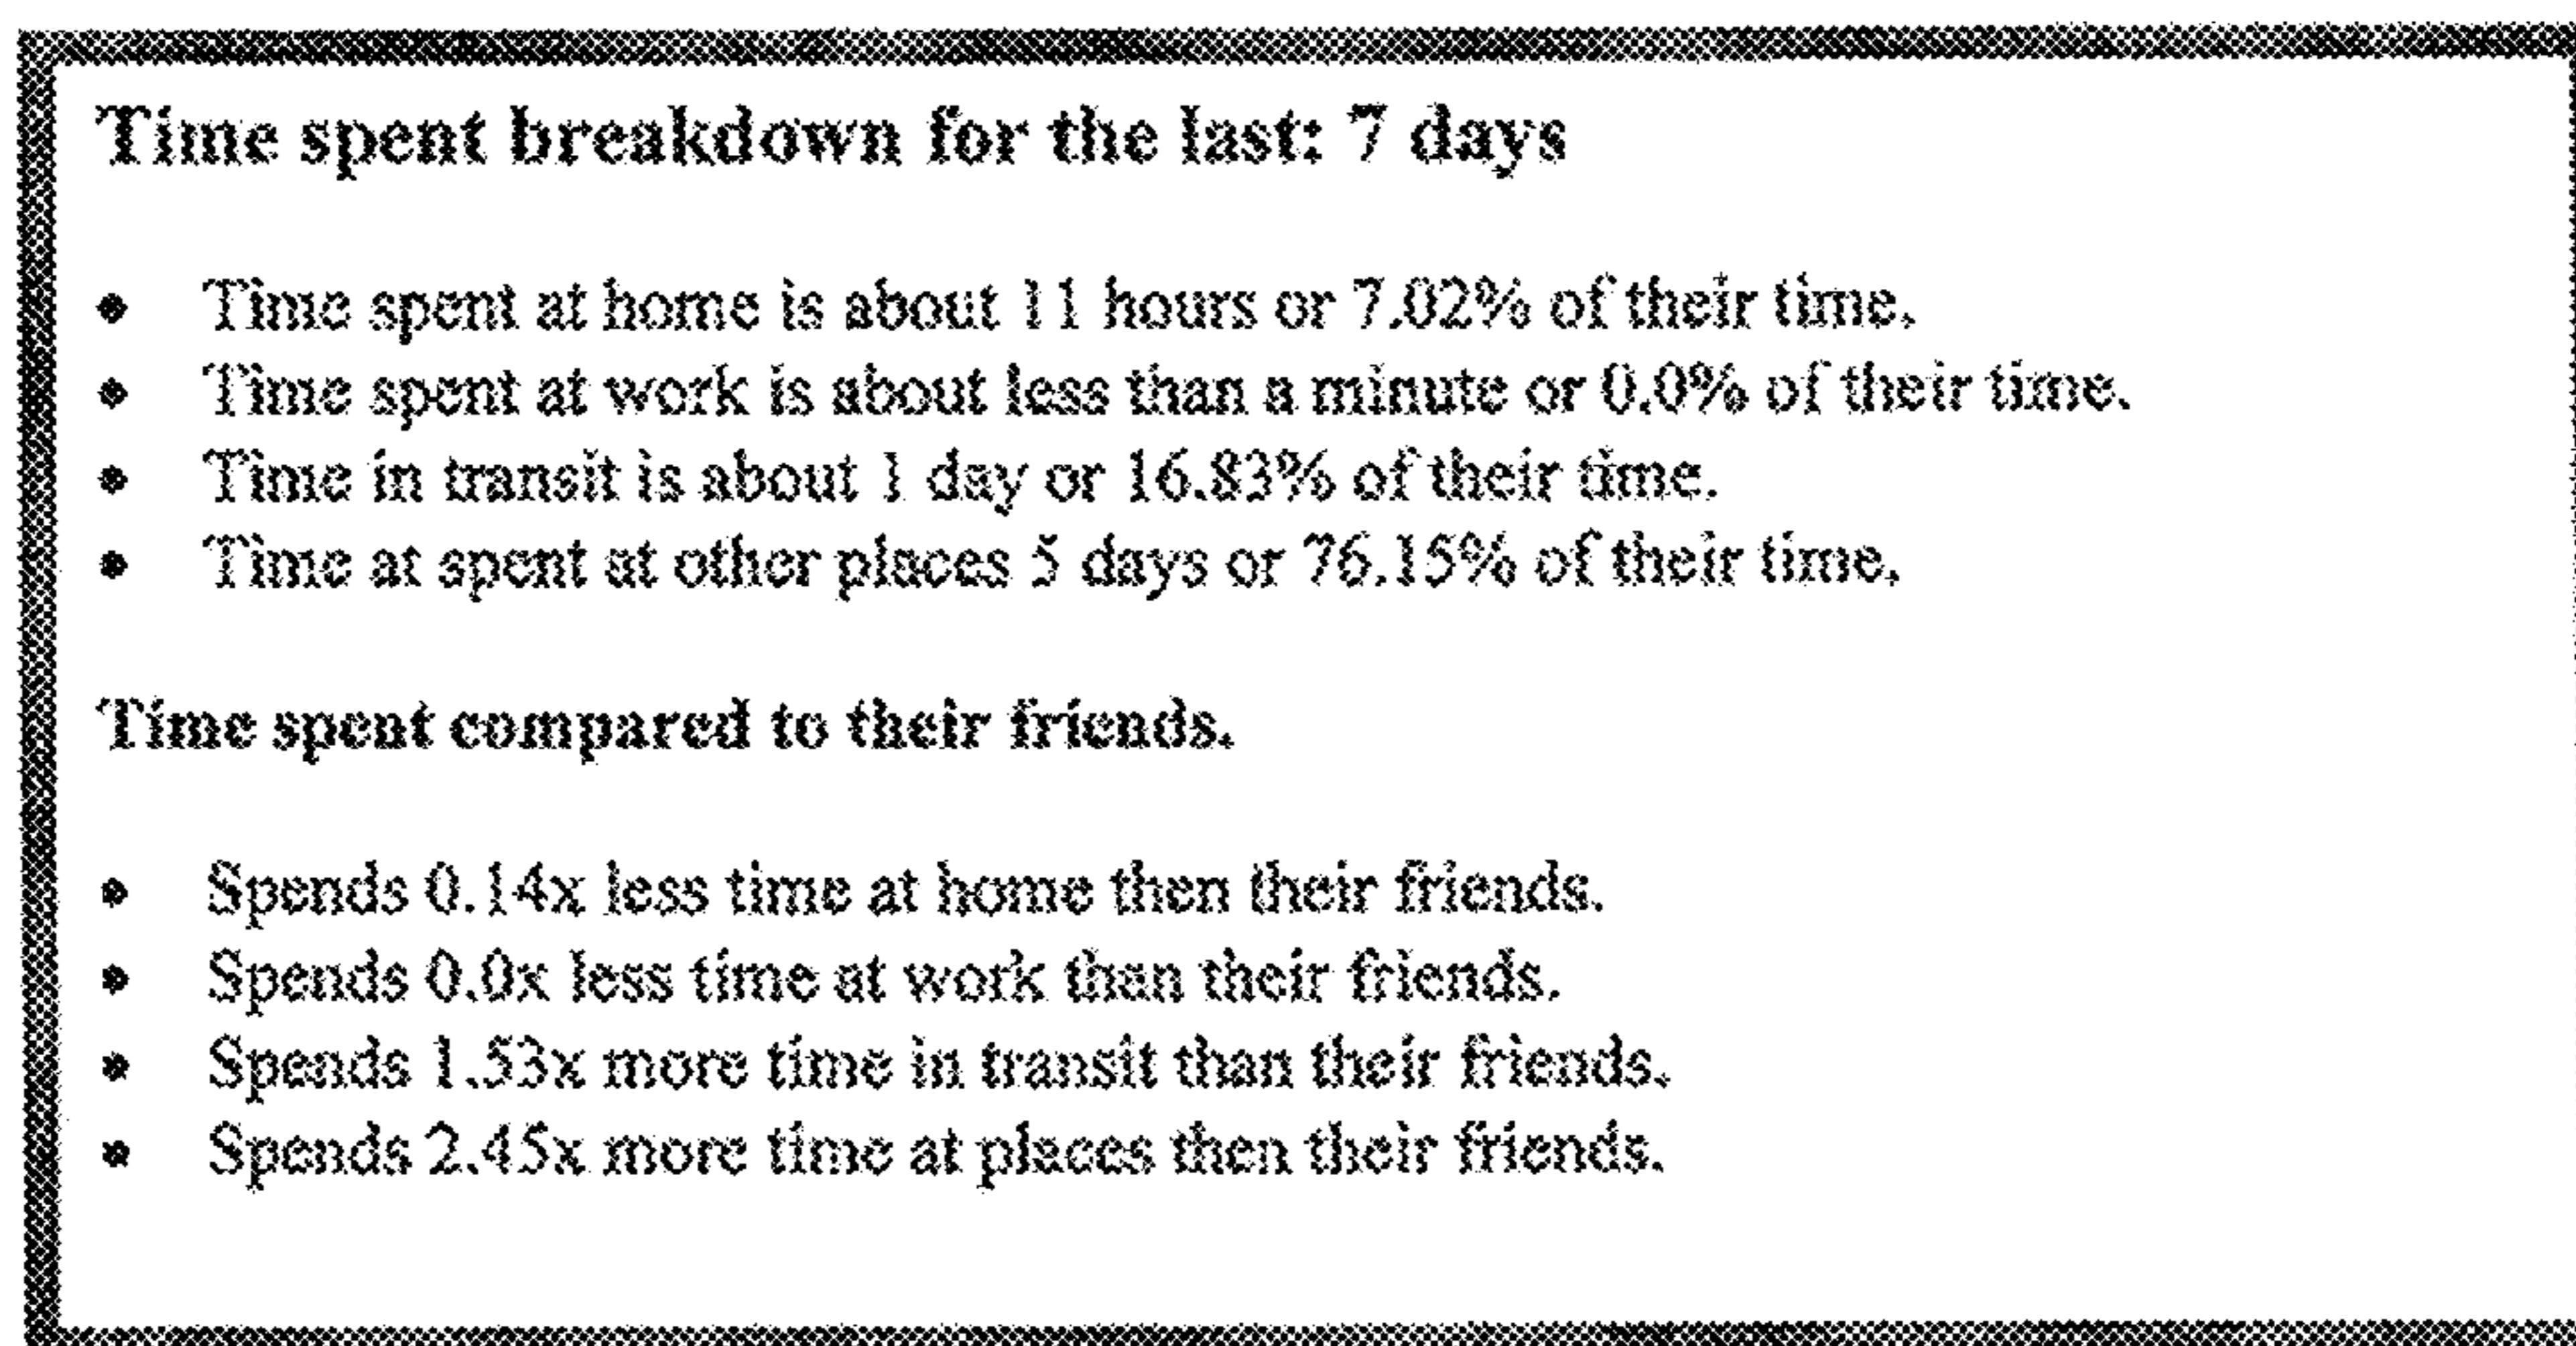 Time spent breakdown for the last: 7 days
• Time spent at home is about 11 hours or 7.02% of their time.
• Time spent at work is about less than a minute or 0.0% of their time.
• Time in transit is about 1 day or 16.83% of their time.
• Time at spent at other places 5 days or 76.15% of their time.
Time spent compared to their friends.
• Spends 0.14x less time at home then their friends.
• Spends 0.0x less time at work than their friends.
• Spends 1.53x more time in transit than their friends.
• Spends 2.45x more time at places then their friends.